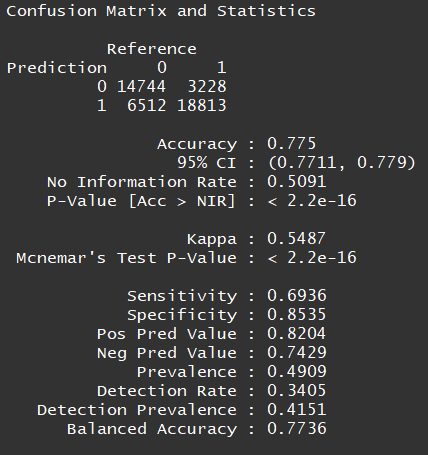 Confusion Matrix and Statistics
Reference
Prediction 0 1
0 14744 3228
1 6512 18813
Accuracy : 0.775
95% CI : (0.7711, 0.779)
No Information Rate : 0.5091
P-Value [Acc > NIR] : < 2.2e-16
Kappa : 0.5487
Mcnemar's Test P-Value : < 2.2e-16
Sensitivity : 0.6936
Specificity : 0.8535
Pos Pred Value : 0.8204
Neg Pred Value : 0.7429
Prevalence : 0.4909
Detection Rate : 0.3405
Detection Prevalence : 0.4151
Balanced Accuracy : 0.7736